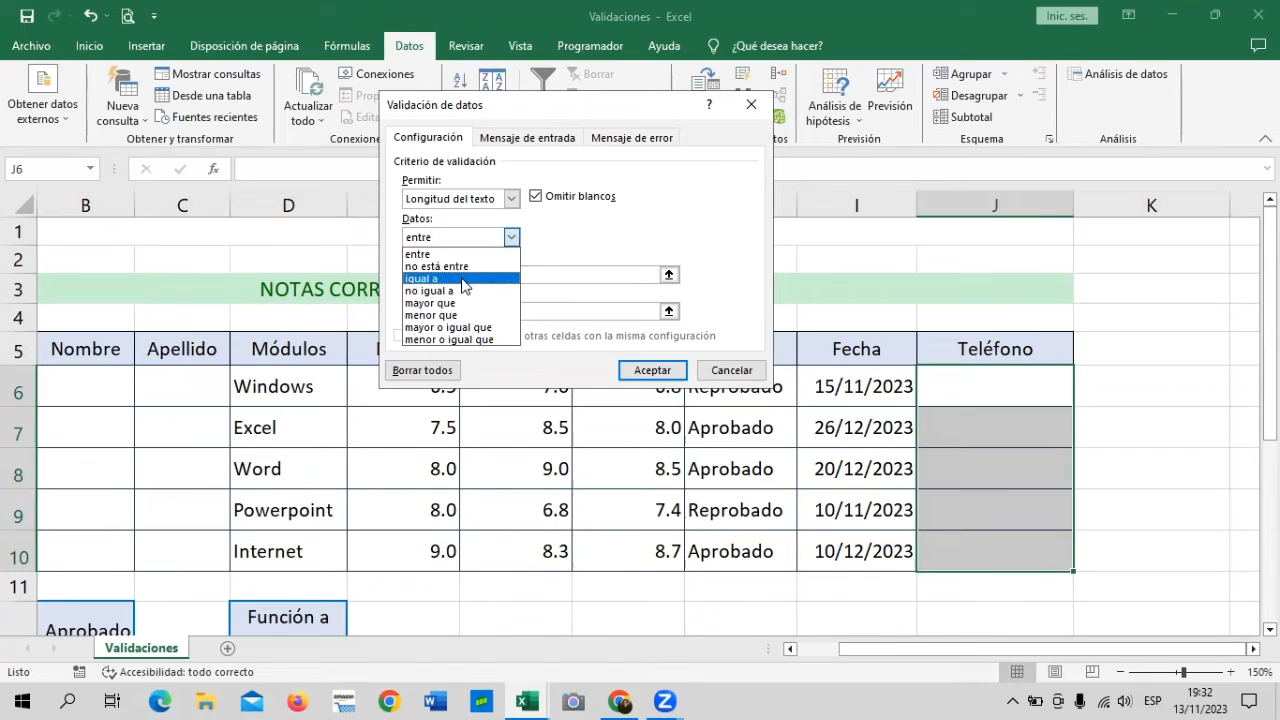 Validaciones - Excel
Inic. ses.
Archivo
Inicio
Insertar
Disposición de página
Fórmulas
Datos
Revisar
Vista
Programador
Ayuda
¿Qué desea hacer?
Obtener datos
externos
Nueva
consulta
Mostrar consultas
Desde una tabla
Fuentes recientes
Obtener y transformar
Actualizar
todo
Conexiones
Borrar
Análisis de
hipótesis
Previsión
Previsión
Agrupar
Desagrupar
Subtotal
Esquema
Análisis de datos
Análisis
J6
fx
Validación de datos
?
Configuración
Mensaje de entrada
Mensaje de error
Criterio de validación
Permitir:
Longitud del texto
Omitir blancos
Datos:
entre
entre
no está entre
igual a
no igual a
mayor que
menor que
mayor o igual que
menor o igual que
otras celdas con la misma configuración
Borrar todos
Aceptar
Cancelar
B C D I J K
1
2
3 NOTAS CORR
4
5 Nombre Apellido Módulos Fecha Teléfono
6 Windows Reprobado 15/11/2023
7 Excel 7.5 8.5 8.0 Aprobado 26/12/2023
8 Word 8.0 9.0 8.5 Aprobado 20/12/2023
9 Powerpoint 8.0 6.8 7.4 Reprobado 10/11/2023
10 Internet 9.0 8.3 8.7 Aprobado 10/12/2023
11
Aprobado
Función a
Validaciones
Listo
Accesibilidad: todo correcto
150%
ESP
19:32
13/11/2023